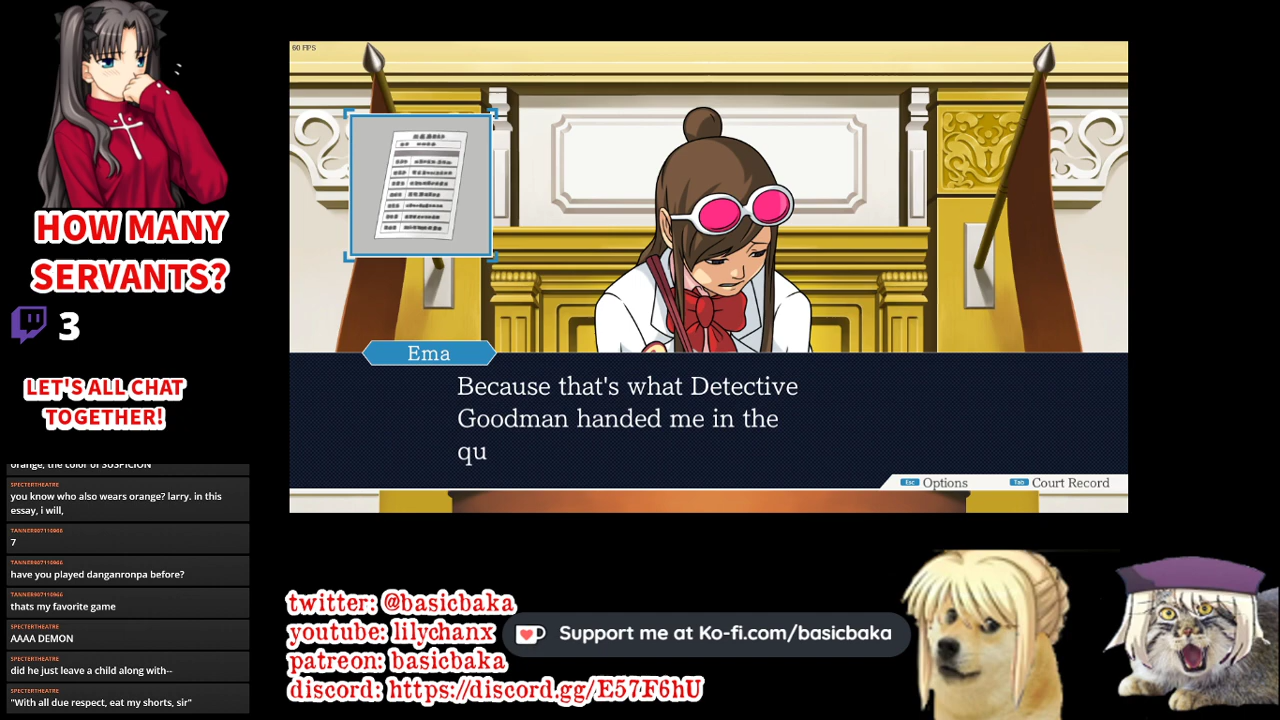 60 FPS
HOW MANY
SERVANTS?
3
LET'S ALL CHAT
TOGETHER!
orange, the color of SUSPICION
SPECTERTHEATRE
you know who also wears orange? larry. in this
essay, i will,
7
have you played danganronpa before?
thats my favorite game
SPECTERTHEATRE
AAAA DEMON
SPECTERTHEATRE
did he just leave a child along with--
SPECTERTHEATRE
"With all due respect, eat my shorts, sir"
Ema
Because that's what Detective
Goodman handed me in the
qu
Esc Options
Tab Court Record
twitter: @basicbaka
youtube: lilychanx
patreon: basicbaka
discord: https://discord.gg/E57F6hU
Support me at Ko-fi.com/basicbaka